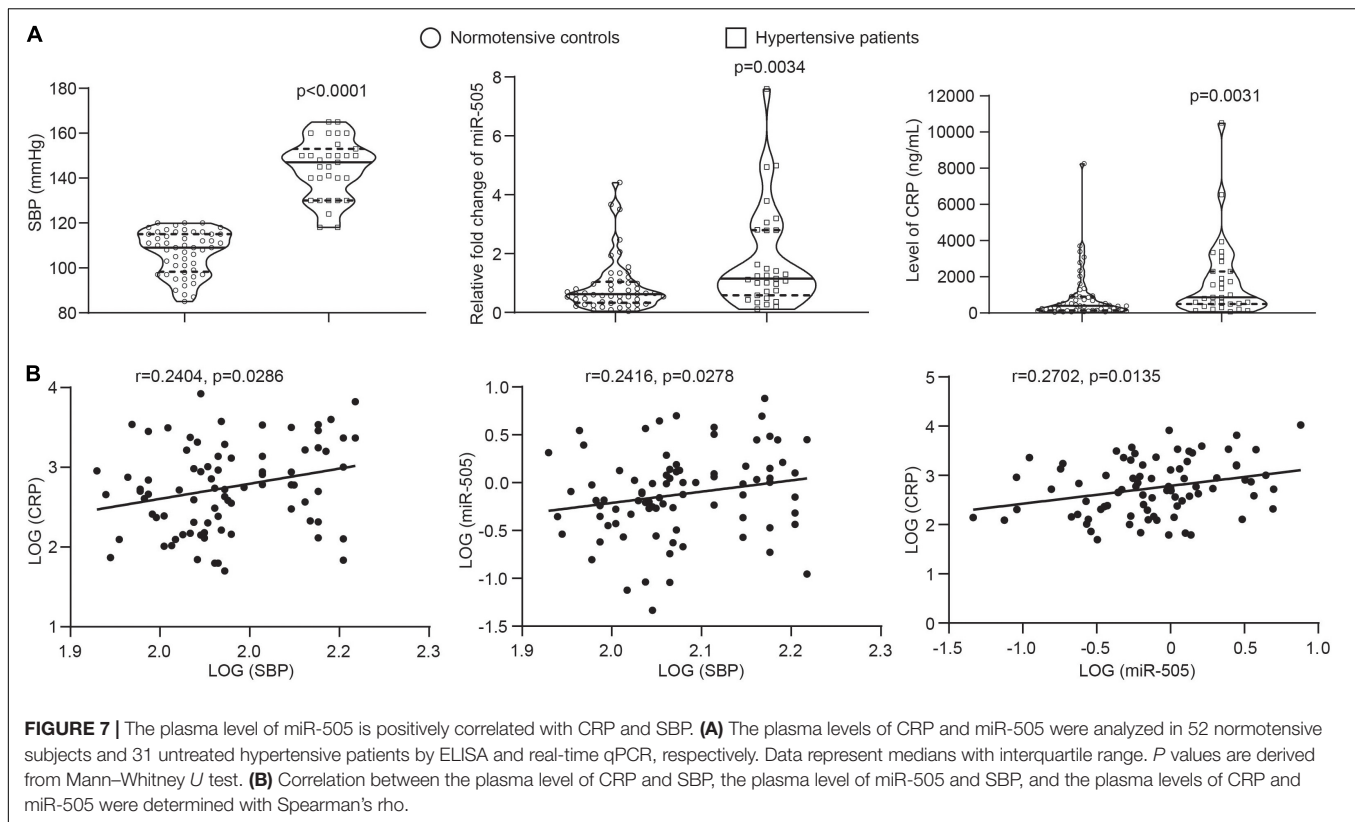 A
Normotensive controls
Hypertensive patients
p<0.0001
180
160
140
120
100
80
SBP (mmHg)
p=0.0034
8
6
4
2
0
Relative fold change of miR-505
p=0.0031
12000
10000
8000
6000
4000
2000
0
Level of CRP (ng/mL)
B
r=0.2404, p=0.0286
4
3
2
1
LOG (CRP)
1.9
2.0
2.2
2.3
LOG (SBP)
r=0.2416, p=0.0278
1.0
0.5
0.0
-0.5
-1.0
-1.5
LOG (miR-505)
1.9
2.0
2.1
2.2
2.3
LOG (SBP)
r=0.2702, p=0.0135
5
4
3
2
1
0
LOG (CRP)
-1.5
-1.0
-0.5
0
0.5
1.0
LOG (miR-505)
FIGURE 7 | The plasma level of miR-505 is positively correlated with CRP and SBP. (A) The plasma levels of CRP and miR-505 were analyzed in 52 normotensive
subjects and 31 untreated hypertensive patients by ELISA and real-time qPCR, respectively. Data represent medians with interquartile range. P values are derived
from Mann–Whitney U test. (B) Correlation between the plasma level of CRP and SBP, the plasma level of miR-505 and SBP, and the plasma levels of CRP and
miR-505 were determined with Spearman's rho.